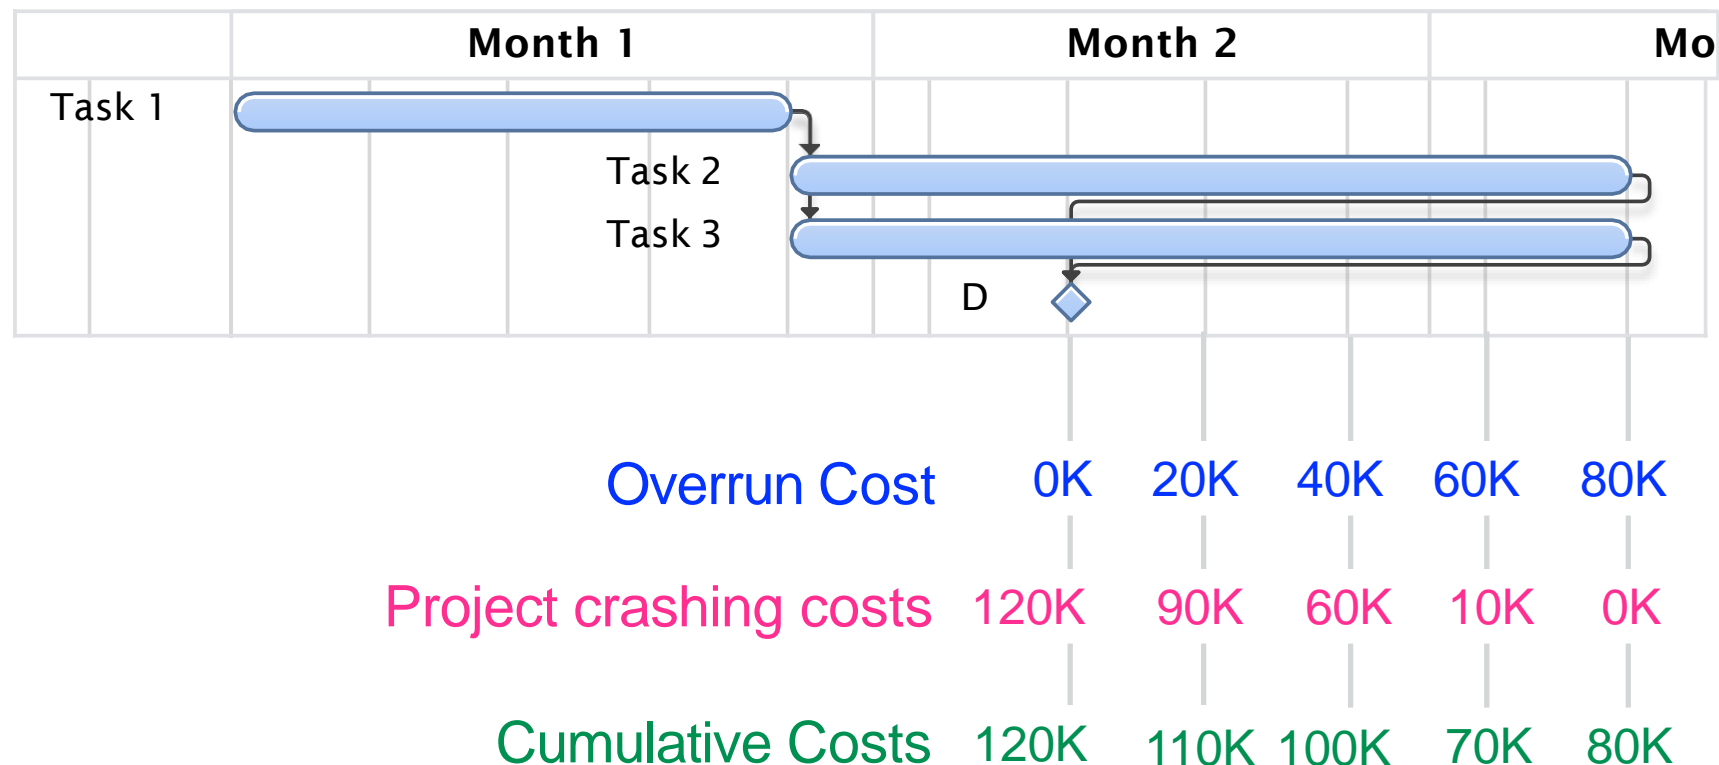 Month 1 Month 2 Mo
Task 1
Task 2
Task 3
D
Overrun Cost 0K 20K 40K 60K 80K
Project crashing costs 120K 90K 60K 10K 0K
Cumulative Costs 120K 110K 100K 70K 80K